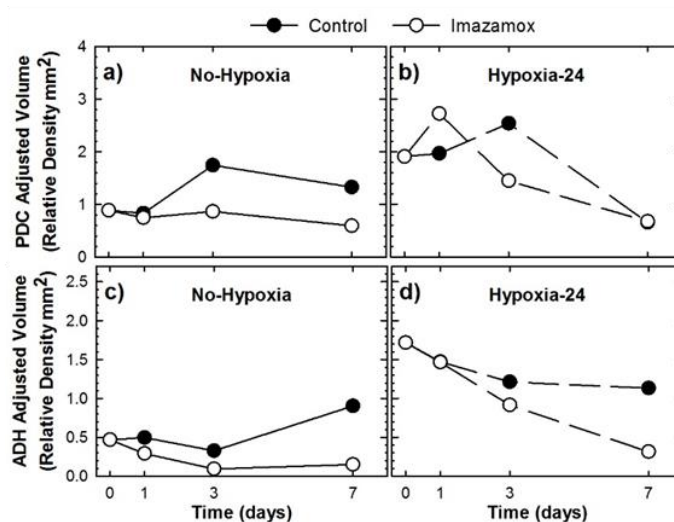 Control Imazamox
a) No-Hypoxia
b) Hypoxia-24
PDC Adjusted Volume
(Relative Density mm²)
4
3
2
1
0
c) No-Hypoxia
d) Hypoxia-24
ADH Adjusted Volume
(Relative Density mm²)
2.5
2.0
1.5
1.0
0.5
0.0
0 1 3 7 0 1 3 7
Time (days) Time (days)